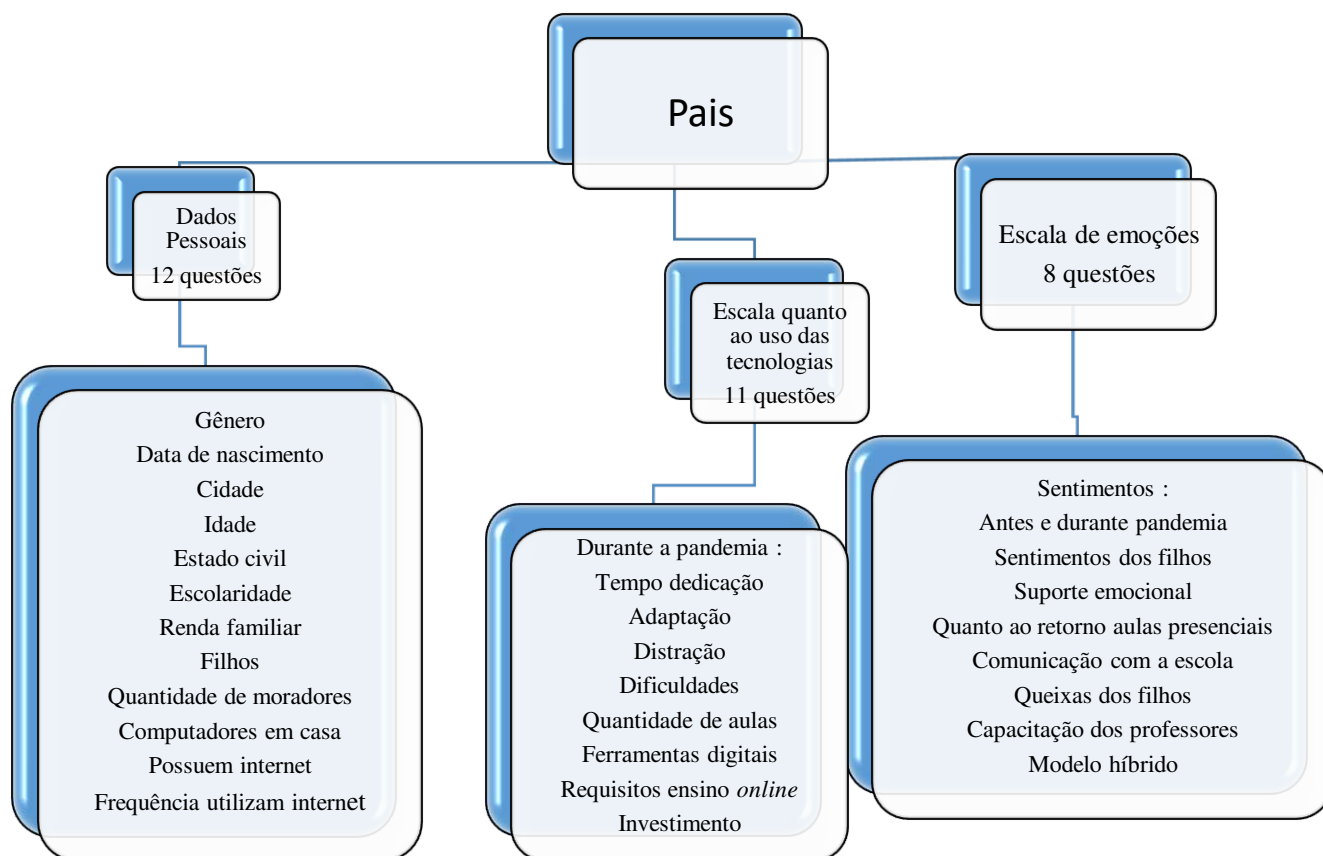 Pais
Dados
Pessoais
12 questões
Gênero
Data de nascimento
Cidade
Idade
Estado civil
Escolaridade
Renda familiar
Filhos
Quantidade de moradores
Computadores em casa
Possuem internet
Frequência utilizam internet
Escala quanto
ao uso das
tecnologias
11 questões
Durante a pandemia :
Tempo dedicação
Adaptação
Distração
Dificuldades
Quantidade de aulas
Ferramentas digitais
Requisitos ensino online
Investimento
Escala de emoções
8 questões
Sentimentos :
Antes e durante pandemia
Sentimentos dos filhos
Suporte emocional
Quanto ao retorno aulas presenciais
Comunicação com a escola
Queixas dos filhos
Capacitação dos professores
Modelo híbrido